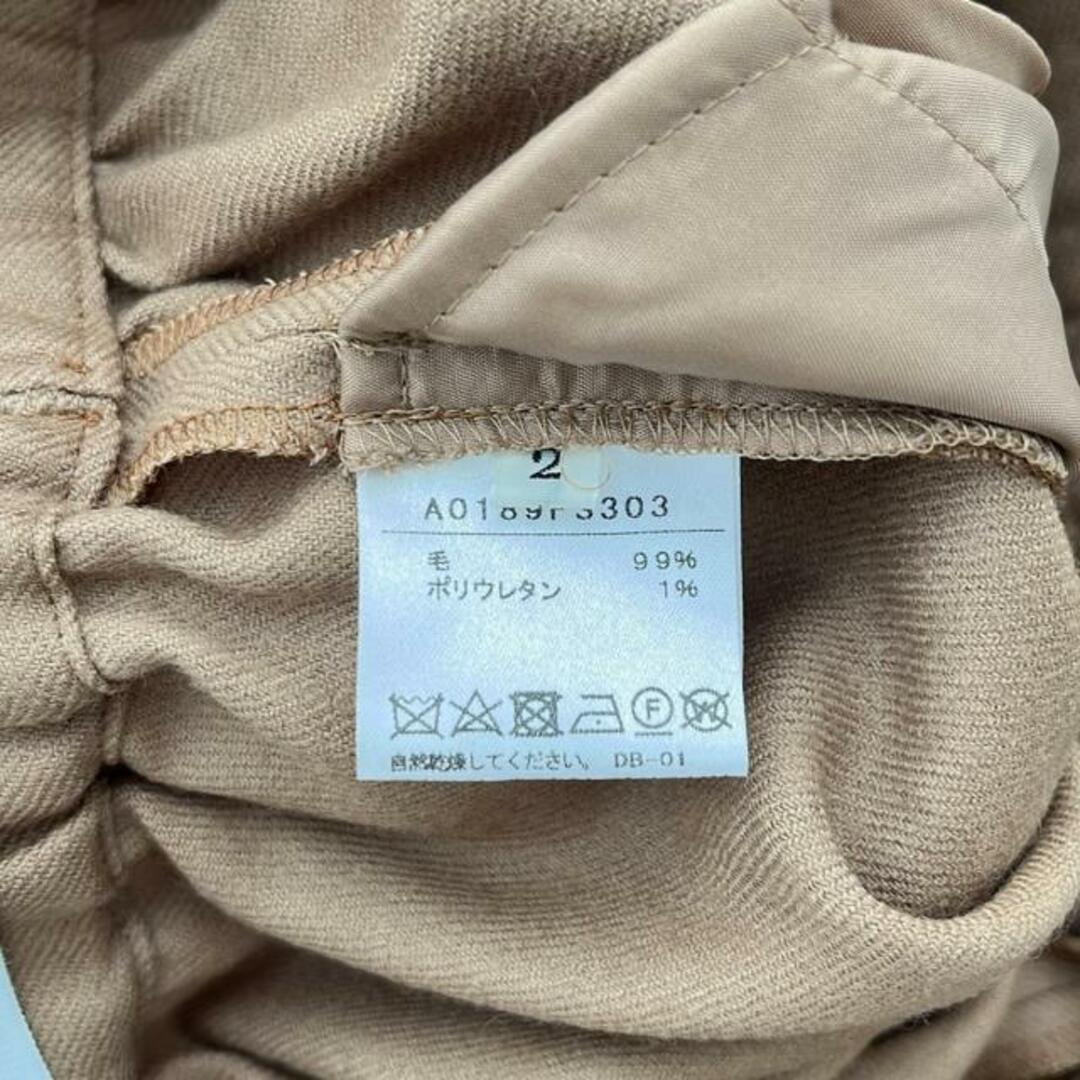 2
A0189FS303
毛 99%
ポリウレタン 1%
F
W
自然乾燥してください。 DB-01